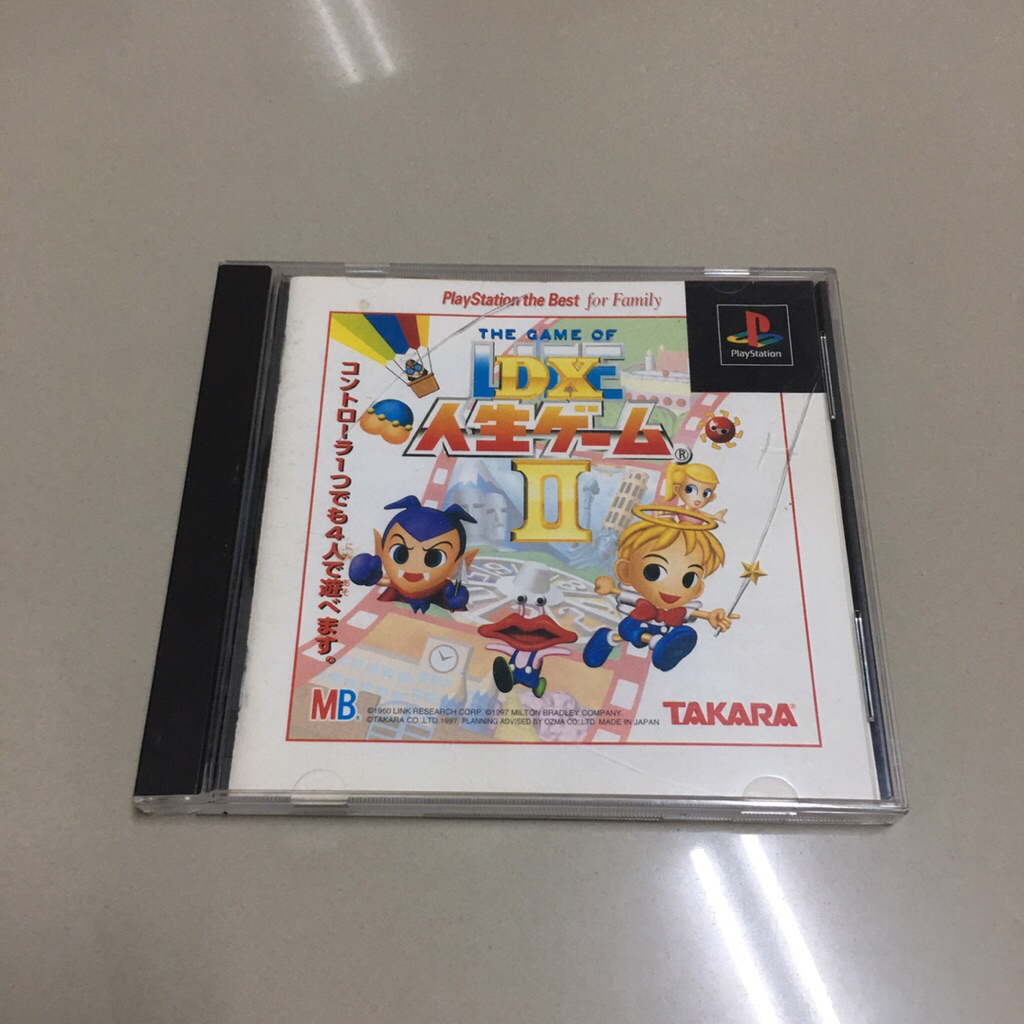 PlayStation the Best for Family
PlayStation
THE GAME OF
LIFE
DX
人生ゲーム®
II
コントローラ一つでも4人で遊べます。
MB®
©1960 LINK RESEARCH CORP. ©1997 MILTON BRADLEY COMPANY
©TAKARA CO.,LTD.1997 PLANNING ADVISED BY OZMA CO.,LTD. MADE IN JAPAN
TAKARA®